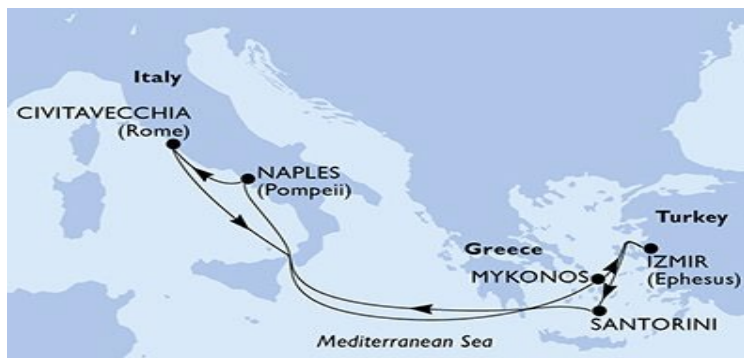 Italy
CIVITAVECCHIA
(Rome)
NAPLES
(Pompeii)
Turkey
Greece
IZMIR
(Ephesus)
MYKONOS
SANTORINI
Mediterranean Sea